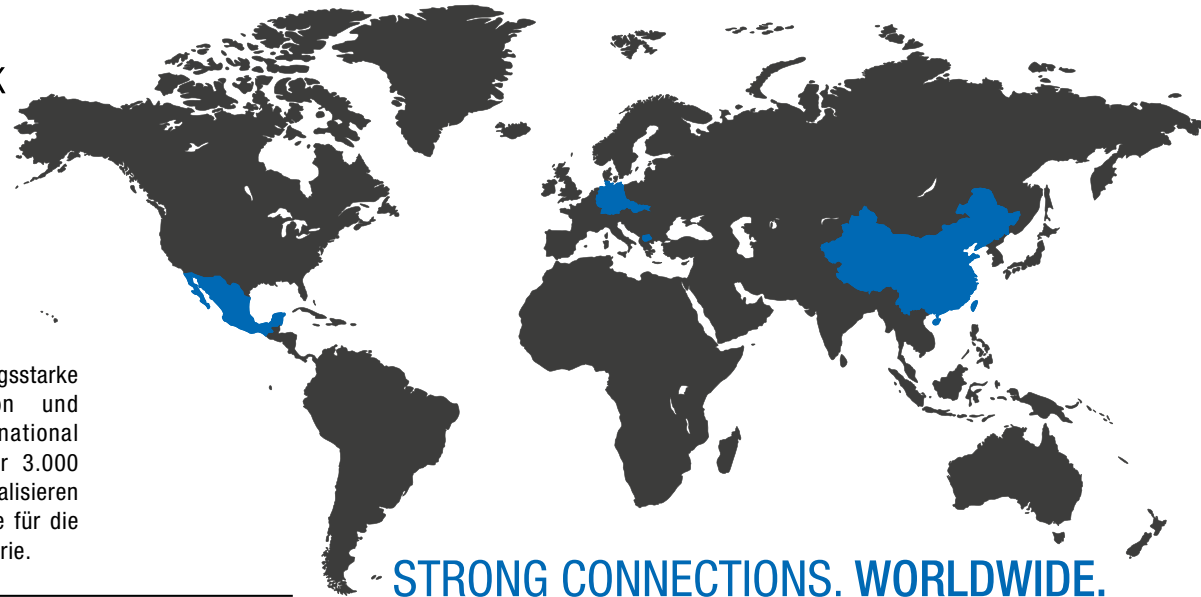 K
gsstarke
on und
national
r 3.000
alisieren
e für die
rie.
STRONG CONNECTIONS. WORLDWIDE.